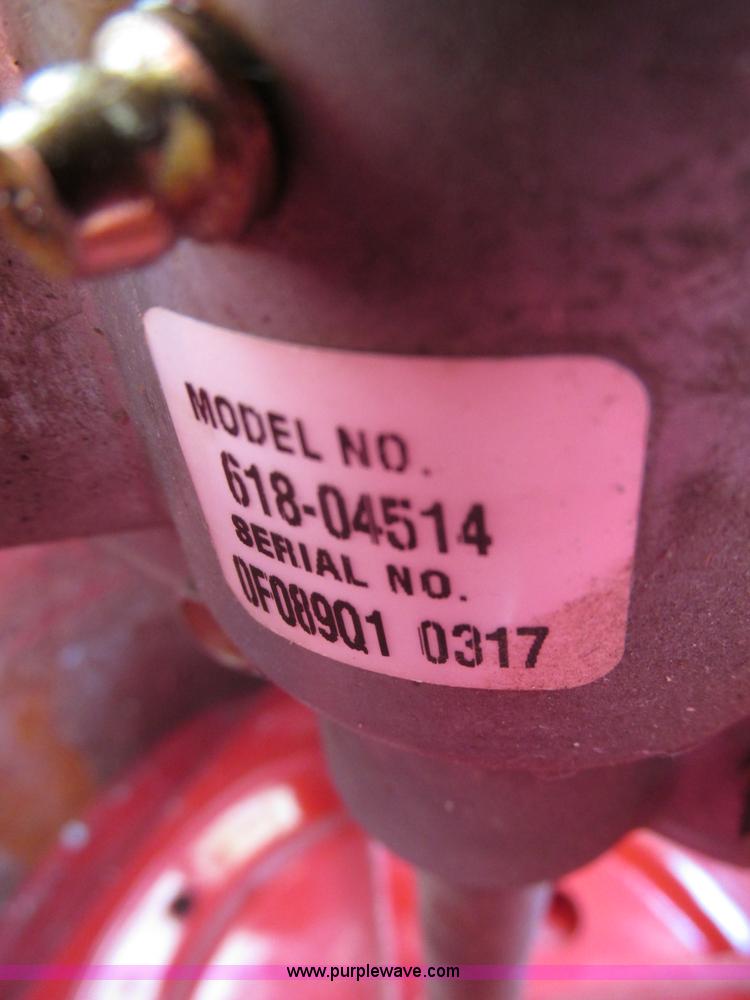 MODEL NO.
618-04514
SERIAL NO.
0F089Q1 0317
www.purplewave.com